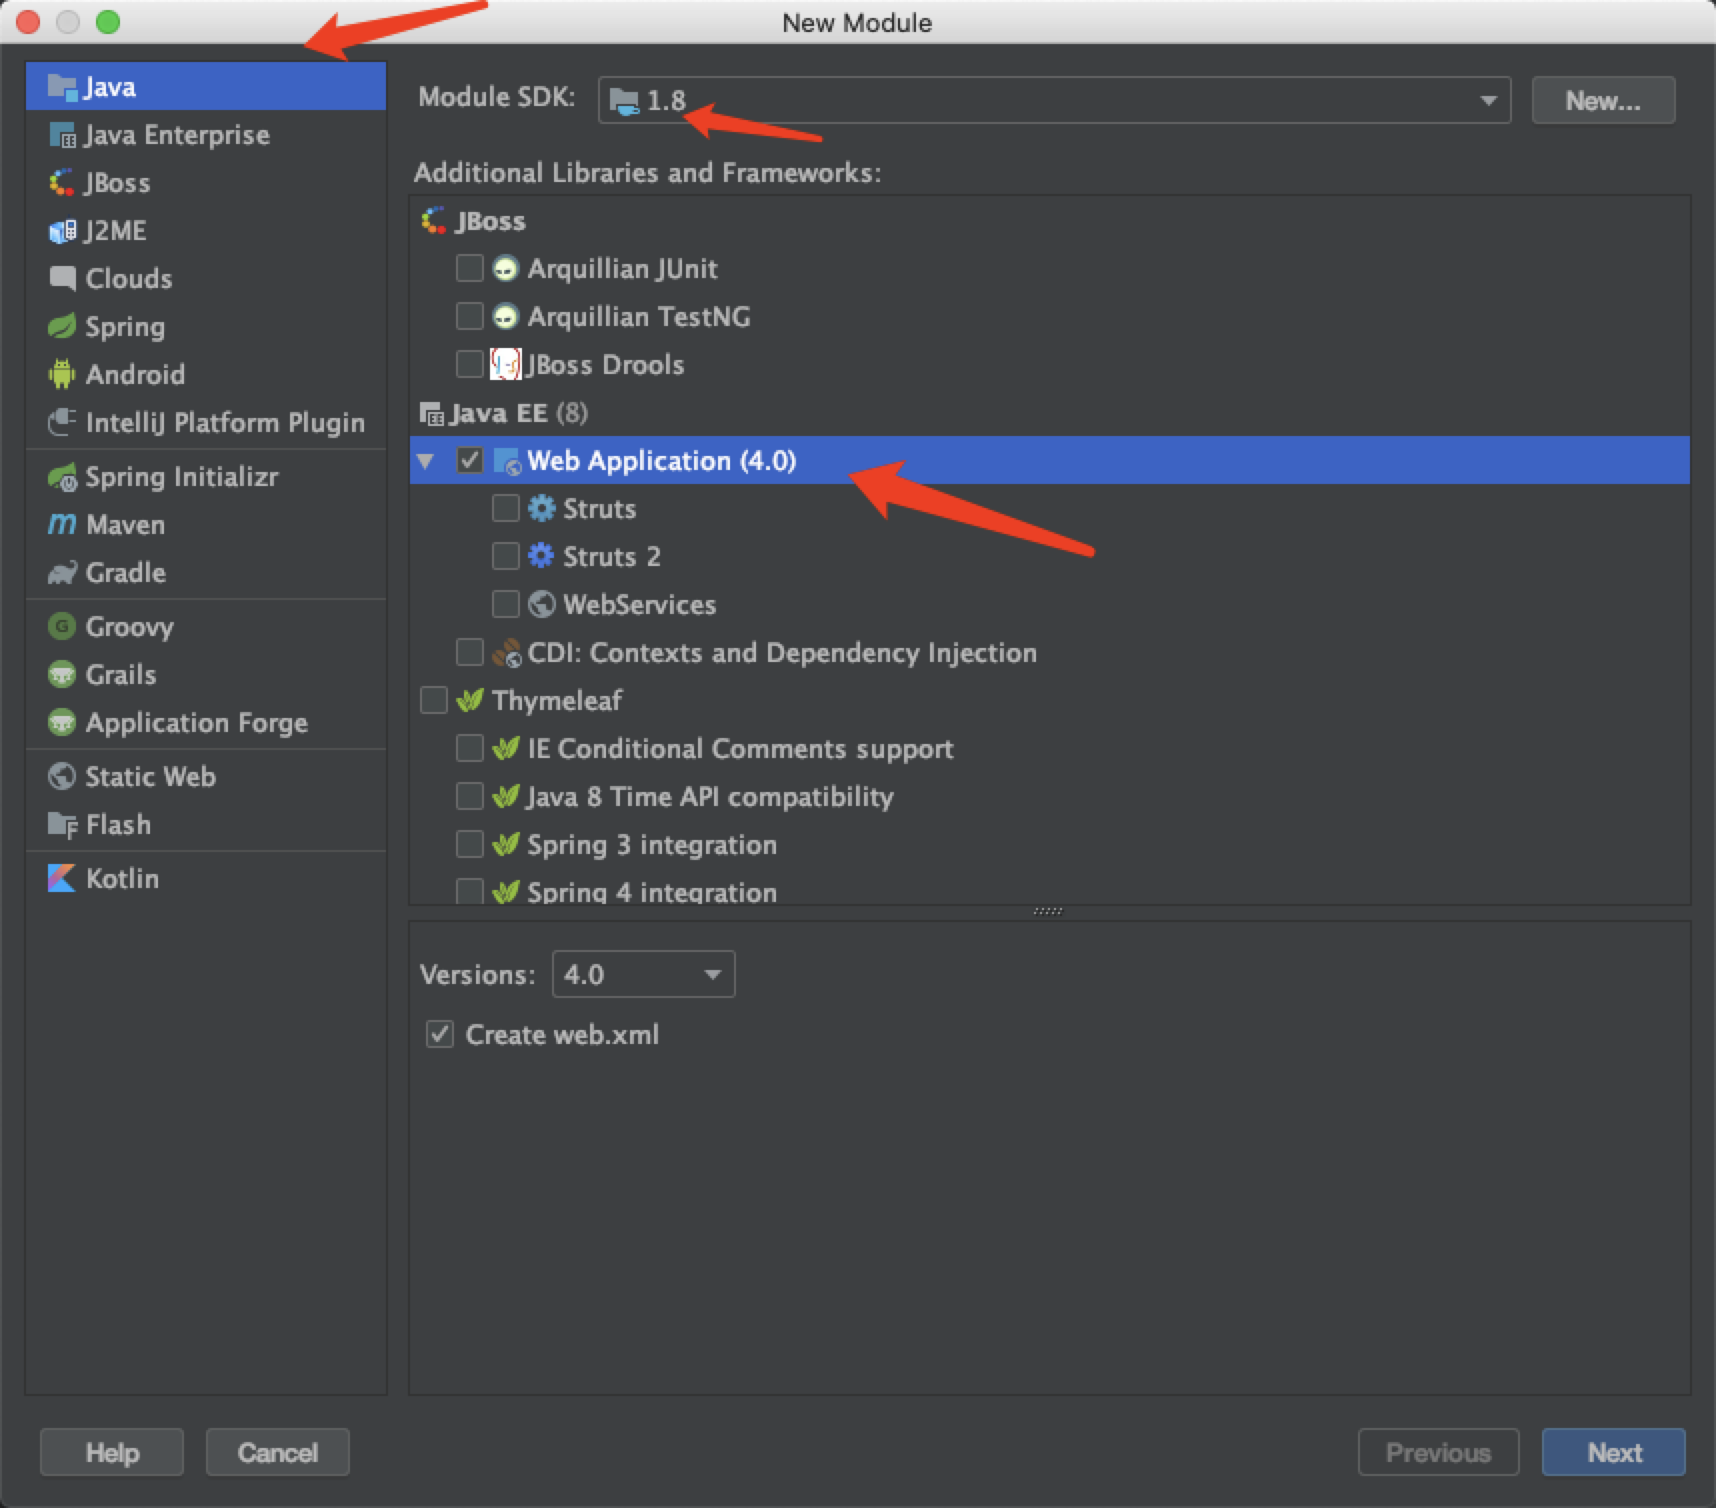 New Module
Java
Java Enterprise
JBoss
J2ME
Clouds
Spring
Android
IntelliJ Platform Plugin
Spring Initializr
Maven
Gradle
Groovy
Grails
Application Forge
Static Web
Flash
Kotlin
Module SDK: 1.8 New...
Additional Libraries and Frameworks:
JBoss
Arquillian JUnit
Arquillian TestNG
JBoss Drools
Java EE (8)
Web Application (4.0)
Struts
Struts 2
WebServices
CDI: Contexts and Dependency Injection
Thymeleaf
IE Conditional Comments support
Java 8 Time API compatibility
Spring 3 integration
Spring 4 integration
Versions: 4.0
Create web.xml
Help Cancel Previous Next